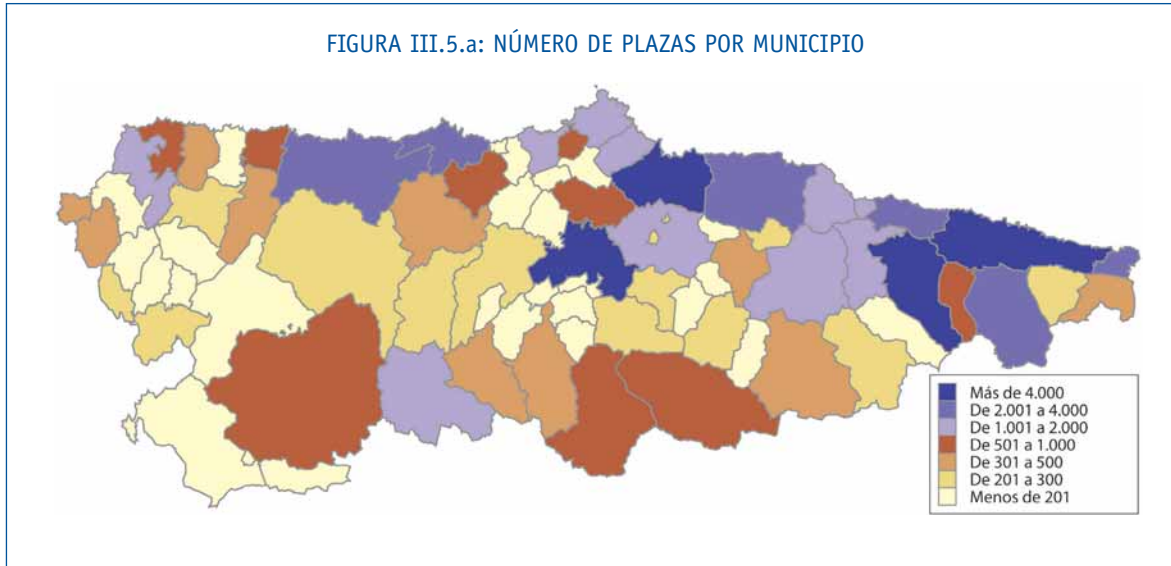 FIGURA III.5.a: NÚMERO DE PLAZAS POR MUNICIPIO
Más de 4.000
De 2.001 a 4.000
De 1.001 a 2.000
De 501 a 1.000
De 301 a 500
De 201 a 300
Menos de 201